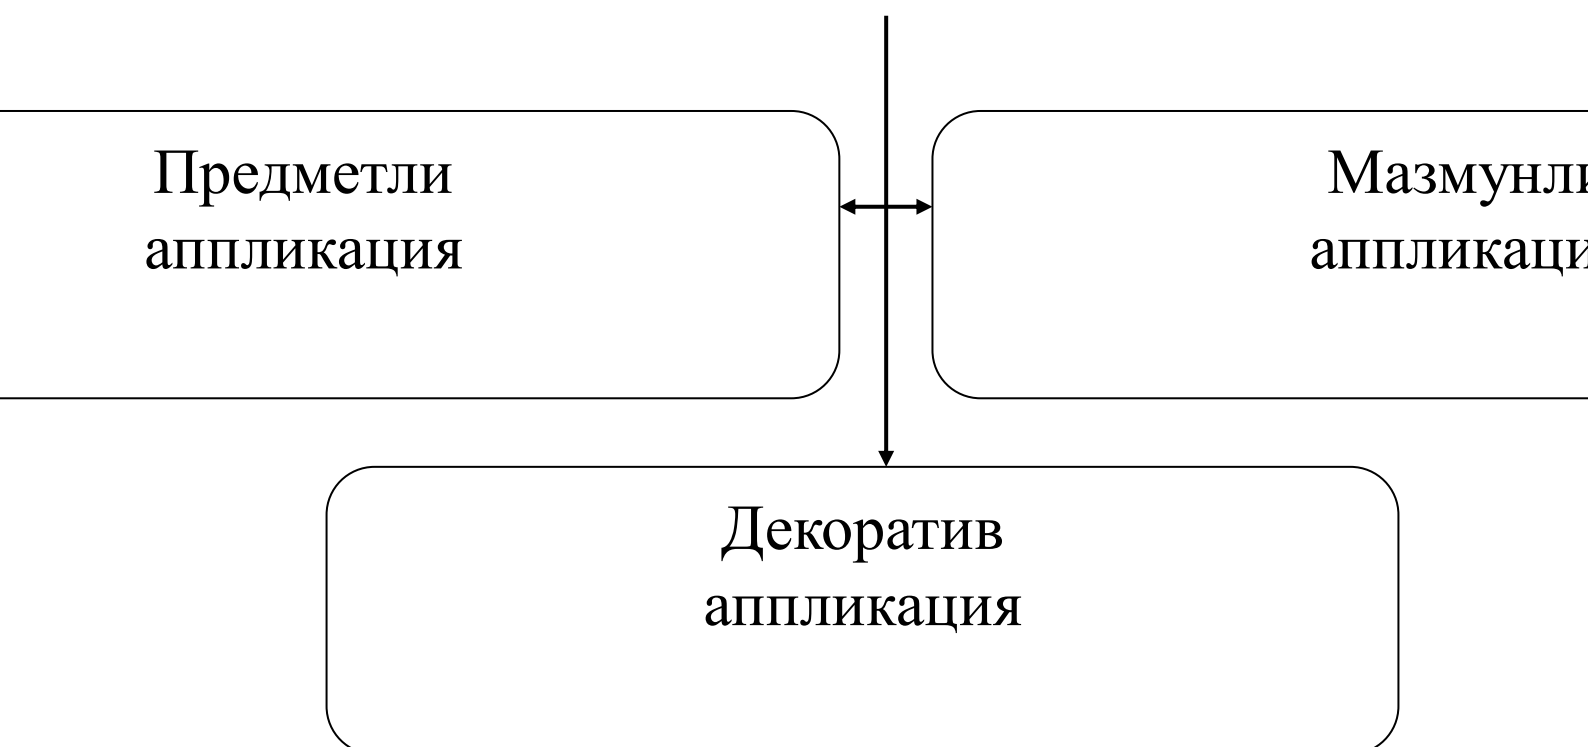 Предметли
аппликация
Мазмунли
аппликаци
Декоратив
аппликация